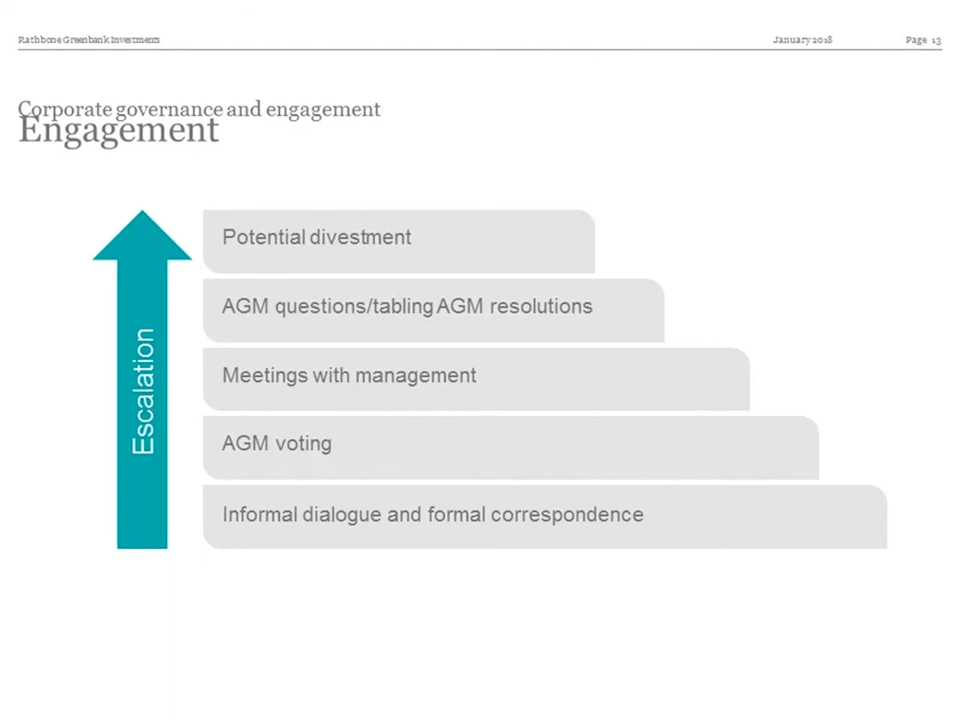 Rathbone Greenbank Investments January 2018 Page 13
Corporate governance and engagement
Engagement
Escalation
Potential divestment
AGM questions/tabling AGM resolutions
Meetings with management
AGM voting
Informal dialogue and formal correspondence